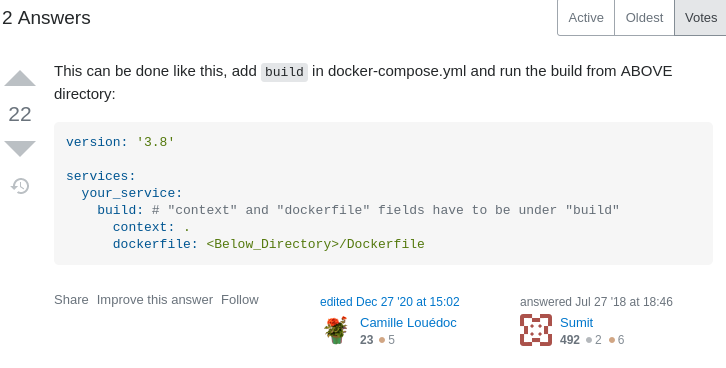 2 Answers
Active Oldest Votes
This can be done like this, add build in docker-compose.yml and run the build from ABOVE
directory:
22
version: '3.8'
services:
  your_service:
    build: # "context" and "dockerfile" fields have to be under "build"
      context: .
      dockerfile: <Below_Directory>/Dockerfile
Share Improve this answer Follow
edited Dec 27 '20 at 15:02
Camille Louédoc
23 5
answered Jul 27 '18 at 18:46
Sumit
492 2 6